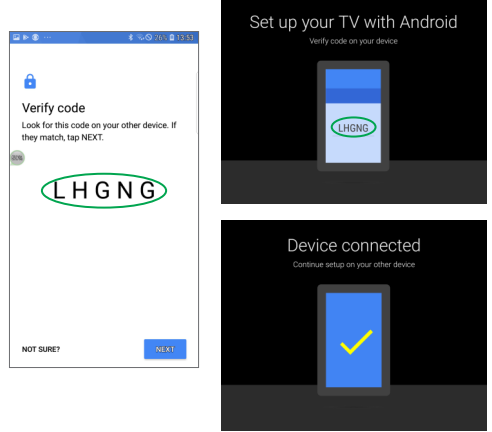 26% 13:53
Verify code
Look for this code on your other device. If
they match, tap NEXT.
L H G N G
NOT SURE?
NEXT
Set up your TV with Android
Verify code on your device
LHGNG
Device connected
Continue setup on your other device